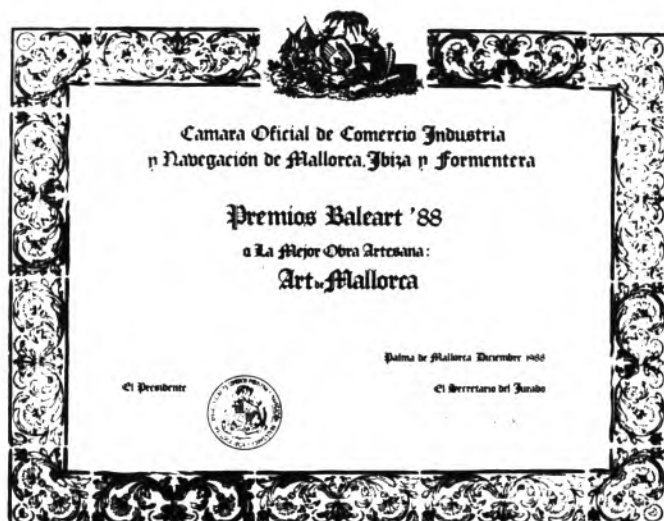 Camara Oficial de Comercio Industria
y Navegación de Mallorca, Ibiza y Formentera
Premios Baleart '88
a La Mejor Obra Artesana:
Art de Mallorca
Palma de Mallorca Diciembre 1988
El Presidente
El Secretario del Jurado